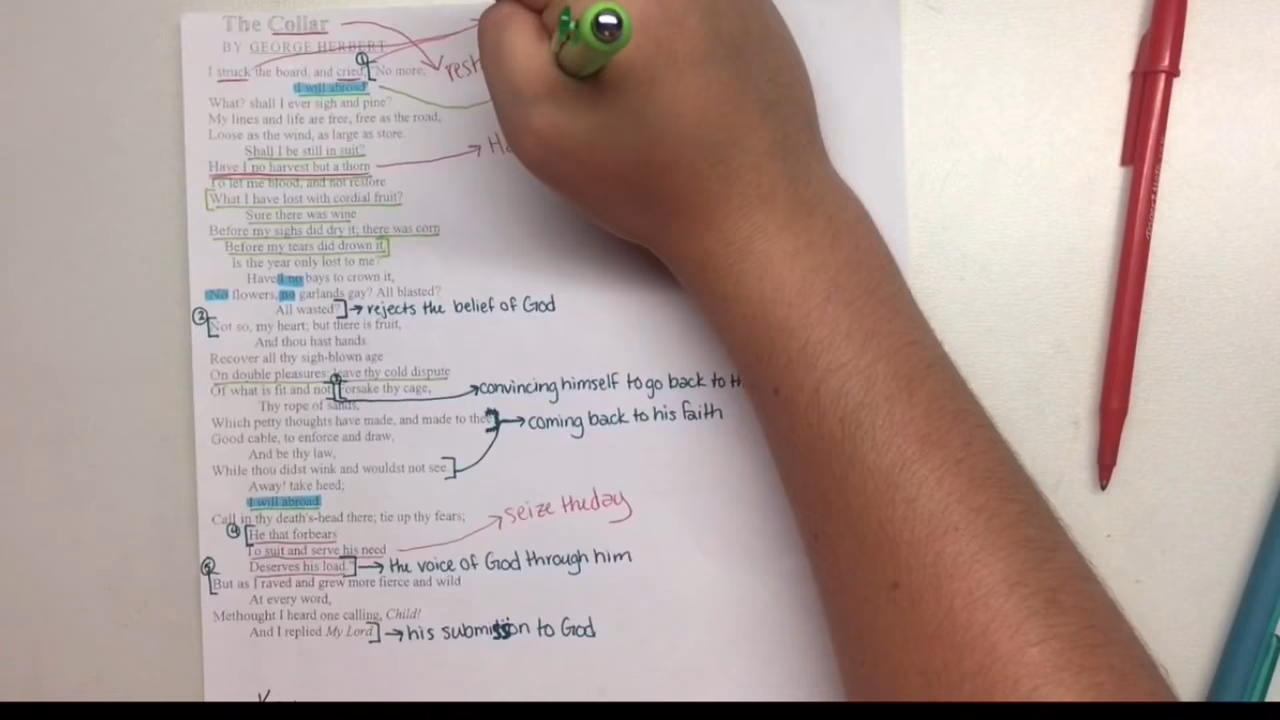 The Collar
BY GEORGE HERBERT
I struck the board, and cried, "No more;
I will abroad!
What? shall I ever sigh and pine?
My lines and life are free, free as the road,
Loose as the wind, as large as store.
Shall I be still in suit?
Have I no harvest but a thorn
To let me blood, and not restore
What I have lost with cordial fruit?
Sure there was wine
Before my sighs did dry it; there was corn
Before my tears did drown it.
Is the year only lost to me?
Have I no bays to crown it,
No flowers, no garlands gay? All blasted?
All wasted? → rejects the belief of God
② Not so, my heart; but there is fruit,
And thou hast hands.
Recover all thy sigh-blown age
On double pleasures: leave thy cold dispute
Of what is fit and not. Forsake thy cage, → convincing himself to go back to
Thy rope of sands,
Which petty thoughts have made, and made to thee → coming back to his faith
Good cable, to enforce and draw,
And be thy law,
While thou didst wink and wouldst not see.
Away! take heed;
I will abroad.
Call in thy death's-head there; tie up thy fears;
seize the day
④ He that forbears
To suit and serve his need
Deserves his load." → the voice of God through him
⑤ But as I raved and grew more fierce and wild
At every word,
Methought I heard one calling, Child!
And I replied My Lord. → his submission to God